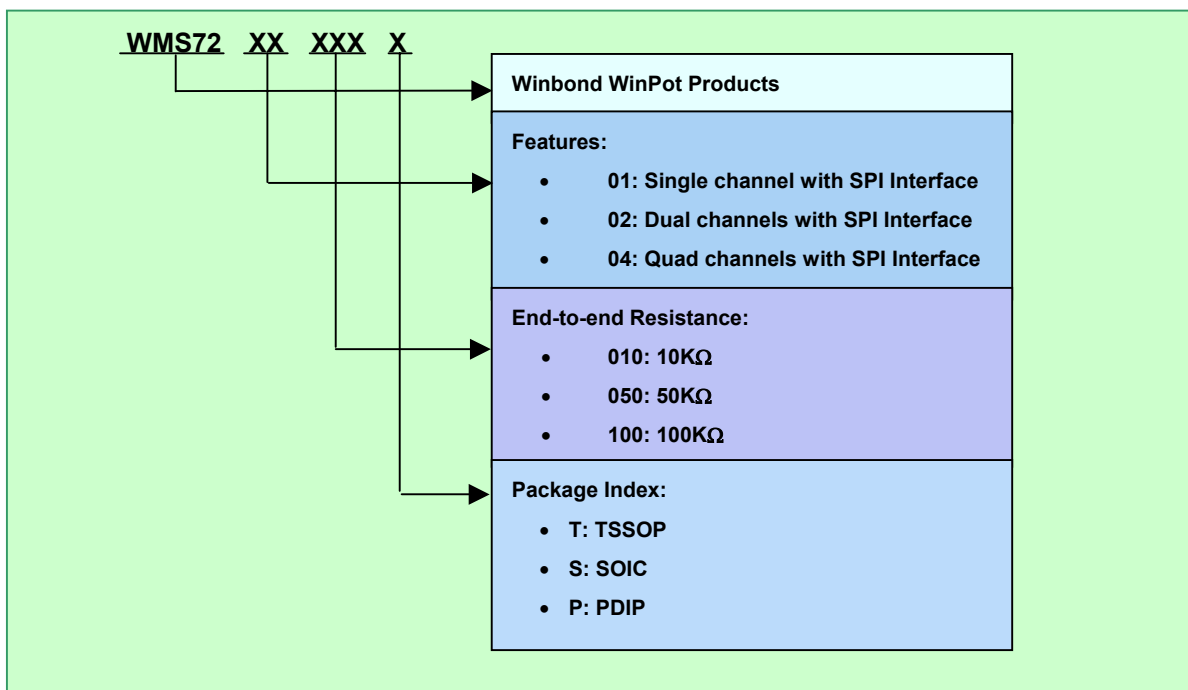 WMS72 XX XXX X
Winbond WinPot Products
Features:
• 01: Single channel with SPI Interface
• 02: Dual channels with SPI Interface
• 04: Quad channels with SPI Interface
End-to-end Resistance:
• 010: 10KΩ
• 050: 50KΩ
• 100: 100KΩ
Package Index:
• T: TSSOP
• S: SOIC
• P: PDIP